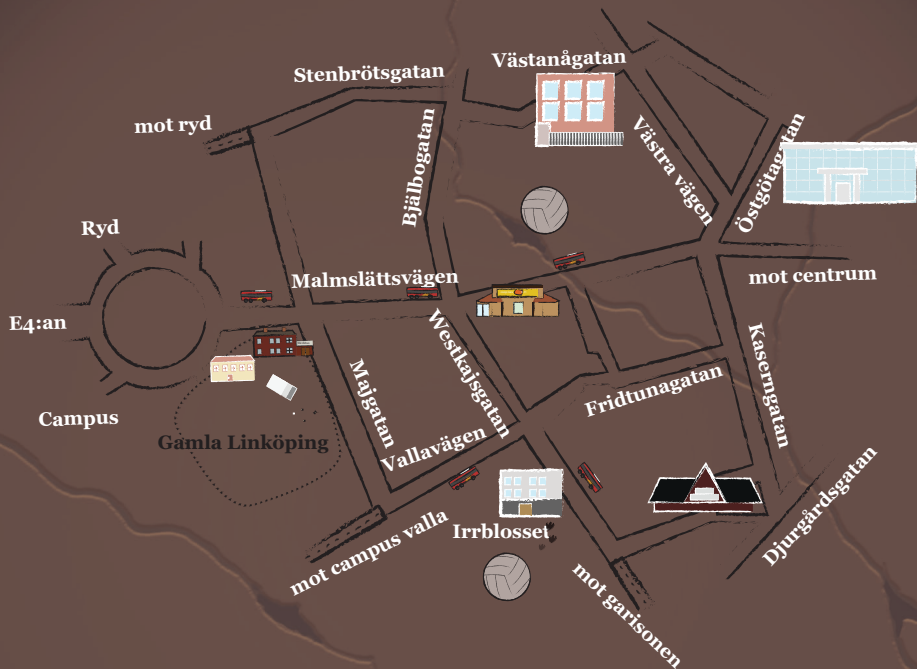 Västanågatan
Stenbrötsgatan
mot ryd
Bjälbogatan
Västra vägen
Östgötagatan
Ryd
Malmslättsvägen
mot centrum
E4:an
Westkajsgatan
Kaserngatan
Majgatan
Fridtunagatan
Campus
Gamla Linköping
Vallavägen
Irrblosset
mot campus valla
Djurgårdsgatan
mot garisonen